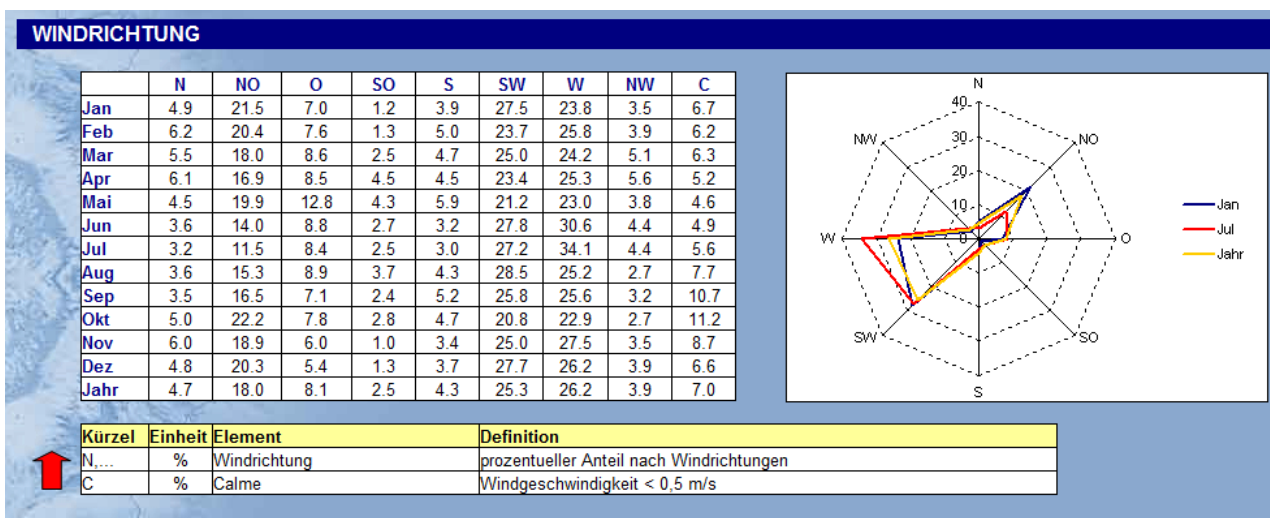 WINDRICHTUNG
N NO O SO S SW W NW C
Jan 4.9 21.5 7.0 1.2 3.9 27.5 23.8 3.5 6.7
Feb 6.2 20.4 7.6 1.3 5.0 23.7 25.8 3.9 6.2
Mar 5.5 18.0 8.6 2.5 4.7 25.0 24.2 5.1 6.3
Apr 6.1 16.9 8.5 4.5 4.5 23.4 25.3 5.6 5.2
Mai 4.5 19.9 12.8 4.3 5.9 21.2 23.0 3.8 4.6
Jun 3.6 14.0 8.8 2.7 3.2 27.8 30.6 4.4 4.9
Jul 3.2 11.5 8.4 2.5 3.0 27.2 34.1 4.4 5.6
Aug 3.6 15.3 8.9 3.7 4.3 28.5 25.2 2.7 7.7
Sep 3.5 16.5 7.1 2.4 5.2 25.8 25.6 3.2 10.7
Okt 5.0 22.2 7.8 2.8 4.7 20.8 22.9 2.7 11.2
Nov 6.0 18.9 6.0 1.0 3.4 25.0 27.5 3.5 8.7
Dez 4.8 20.3 5.4 1.3 3.7 27.7 26.2 3.9 6.6
Jahr 4.7 18.0 8.1 2.5 4.3 25.3 26.2 3.9 7.0
N
40
NW 30 NO
20
10
W 0 O
SW SO
S
Jan
Jul
Jahr
Kürzel Einheit Element Definition
N,... % Windrichtung prozentueller Anteil nach Windrichtungen
C % Calme Windgeschwindigkeit < 0,5 m/s